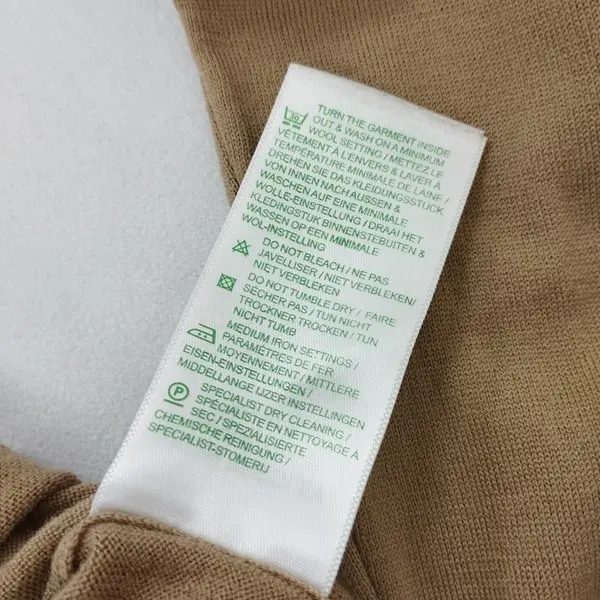 30
TURN THE GARMENT INSIDE
OUT & WASH ON A MINIMUM
WOOL SETTING / METTEZ LE
VÊTEMENT À L'ENVERS & LAVER À
TEMPÉRATURE MINIMALE DE LAINE /
DREHEN SIE DAS KLEIDUNGSSTÜCK
VON INNEN NACH AUSSEN &
WASCHEN AUF EINE MINIMALE
WOLLE-EINSTELLUNG / DRAAI HET
KLEDINGSTUK BINNENSTEBUITEN &
WASSEN OP EEN MINIMALE
WOL-INSTELLING
DO NOT BLEACH / NE PAS
JAVELLISER / NIET VERBLEKEN/
NIET VERBLEKEN
DO NOT TUMBLE DRY / FAIRE
SÉCHER PAS / TUN NICHT
TROCKNER TROCKEN / TUN
NICHT TUMB
MEDIUM IRON SETTINGS /
PARAMÈTRES DE FER
MOYENNEMENT / MITTLERE
EISEN-EINSTELLUNGEN /
MIDDELLANGE IJZER INSTELLINGEN
P
SPECIALIST DRY CLEANING /
SPÉCIALISTE EN NETTOYAGE À
SEC / SPEZIALISIERTE
CHEMISCHE REINIGUNG /
SPECIALIST-STOMERIJ